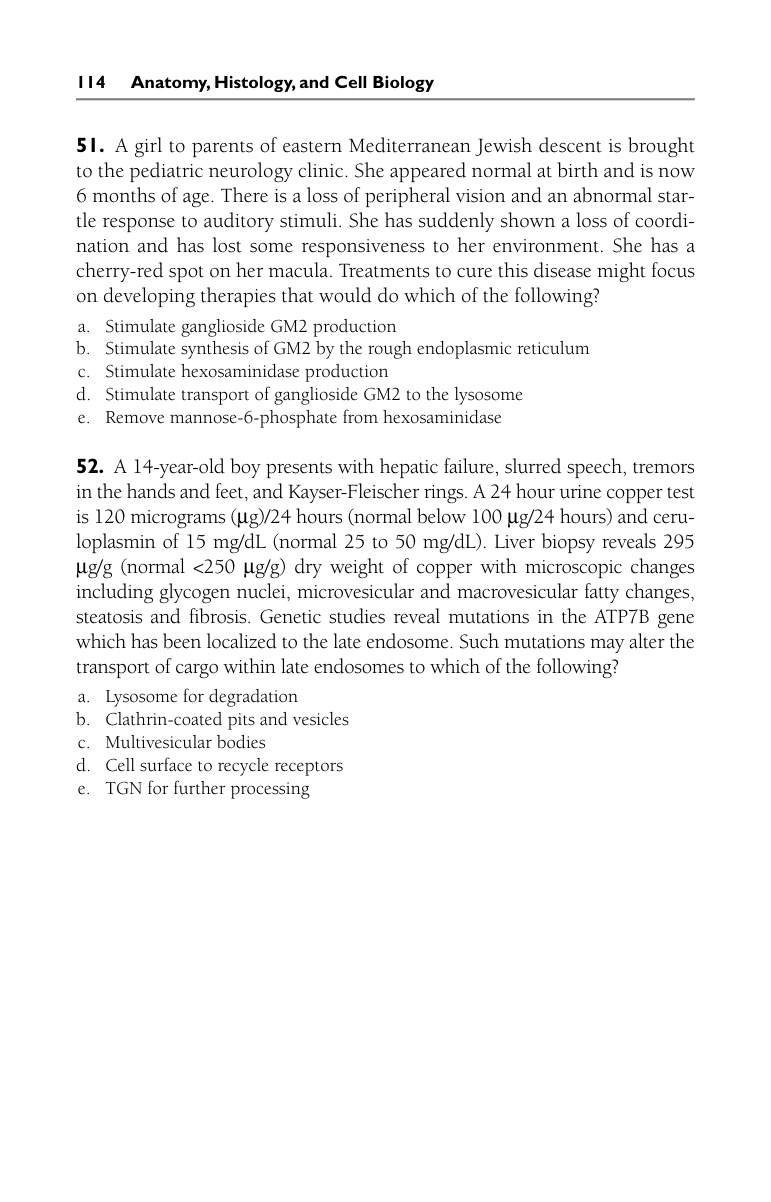 114 Anatomy, Histology, and Cell Biology
51. A girl to parents of eastern Mediterranean Jewish descent is brought
to the pediatric neurology clinic. She appeared normal at birth and is now
6 months of age. There is a loss of peripheral vision and an abnormal star-
tle response to auditory stimuli. She has suddenly shown a loss of coordi-
nation and has lost some responsiveness to her environment. She has a
cherry-red spot on her macula. Treatments to cure this disease might focus
on developing therapies that would do which of the following?
a. Stimulate ganglioside GM2 production
b. Stimulate synthesis of GM2 by the rough endoplasmic reticulum
c. Stimulate hexosaminidase production
d. Stimulate transport of ganglioside GM2 to the lysosome
e. Remove mannose-6-phosphate from hexosaminidase
52. A 14-year-old boy presents with hepatic failure, slurred speech, tremors
in the hands and feet, and Kayser-Fleischer rings. A 24 hour urine copper test
is 120 micrograms (μg)/24 hours (normal below 100 μg/24 hours) and ceru-
loplasmin of 15 mg/dL (normal 25 to 50 mg/dL). Liver biopsy reveals 295
μg/g (normal <250 μg/g) dry weight of copper with microscopic changes
including glycogen nuclei, microvesicular and macrovesicular fatty changes,
steatosis and fibrosis. Genetic studies reveal mutations in the ATP7B gene
which has been localized to the late endosome. Such mutations may alter the
transport of cargo within late endosomes to which of the following?
a. Lysosome for degradation
b. Clathrin-coated pits and vesicles
c. Multivesicular bodies
d. Cell surface to recycle receptors
e. TGN for further processing